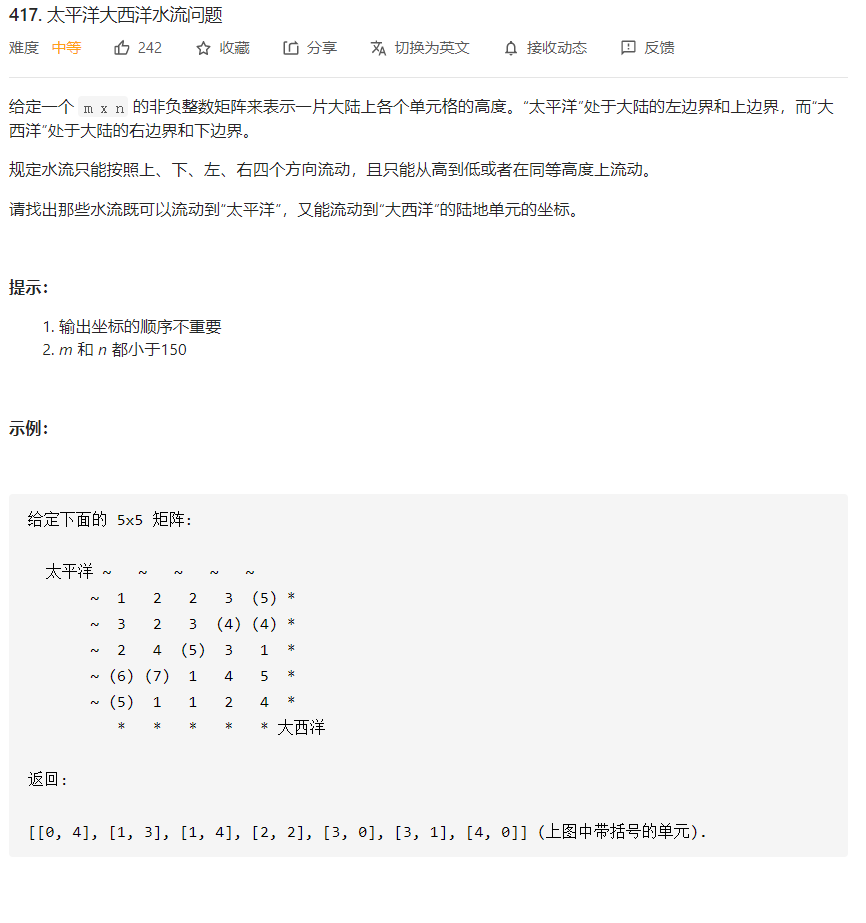 417. 太平洋大西洋水流问题
难度 中等 242 收藏 分享 切换为英文 接收动态 反馈
给定一个 m x n 的非负整数矩阵来表示一片大陆上各个单元格的高度。“太平洋”处于大陆的左边界和上边界，而“大
西洋”处于大陆的右边界和下边界。
规定水流只能按照上、下、左、右四个方向流动，且只能从高到低或者在同等高度上流动。
请找出那些水流既可以流动到“太平洋”，又能流动到“大西洋”的陆地单元的坐标。
提示：
1. 输出坐标的顺序不重要
2. m 和 n 都小于150
示例：
给定下面的 5x5 矩阵:
太平洋 ~ ~ ~ ~ ~
~ 1 2 2 3 (5) *
~ 3 2 3 (4) (4) *
~ 2 4 (5) 3 1 *
~ (6) (7) 1 4 5 *
~ (5) 1 1 2 4 *
* * * * * 大西洋
返回:
[[0, 4], [1, 3], [1, 4], [2, 2], [3, 0], [3, 1], [4, 0]] (上图中带括号的单元).